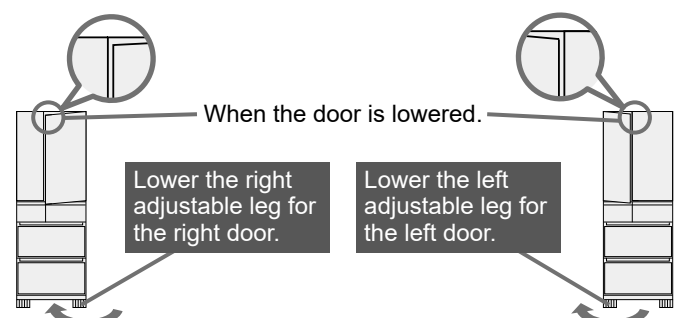 When the door is lowered.
Lower the right
adjustable leg for
the right door.
Lower the left
adjustable leg for
the left door.